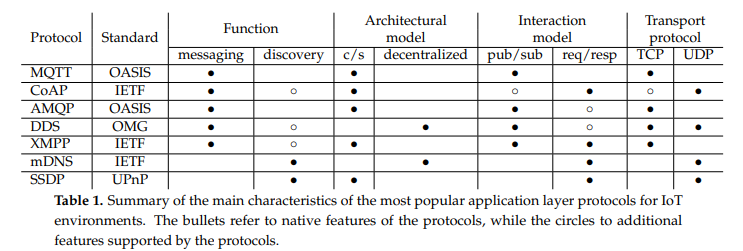 Protocol Standard Function Architectural model Interaction model Transport protocol
messaging discovery c/s decentralized pub/sub req/resp TCP UDP
MQTT OASIS • • • •
CoAP IETF • ○ • ○ • ○ •
AMQP OASIS • • • ○ •
DDS OMG • ○ • • ○ • •
XMPP IETF • ○ • • • •
mDNS IETF • • • •
SSDP UPnP • • • •
Table 1. Summary of the main characteristics of the most popular application layer protocols for IoT
environments. The bullets refer to native features of the protocols, while the circles to additional
features supported by the protocols.